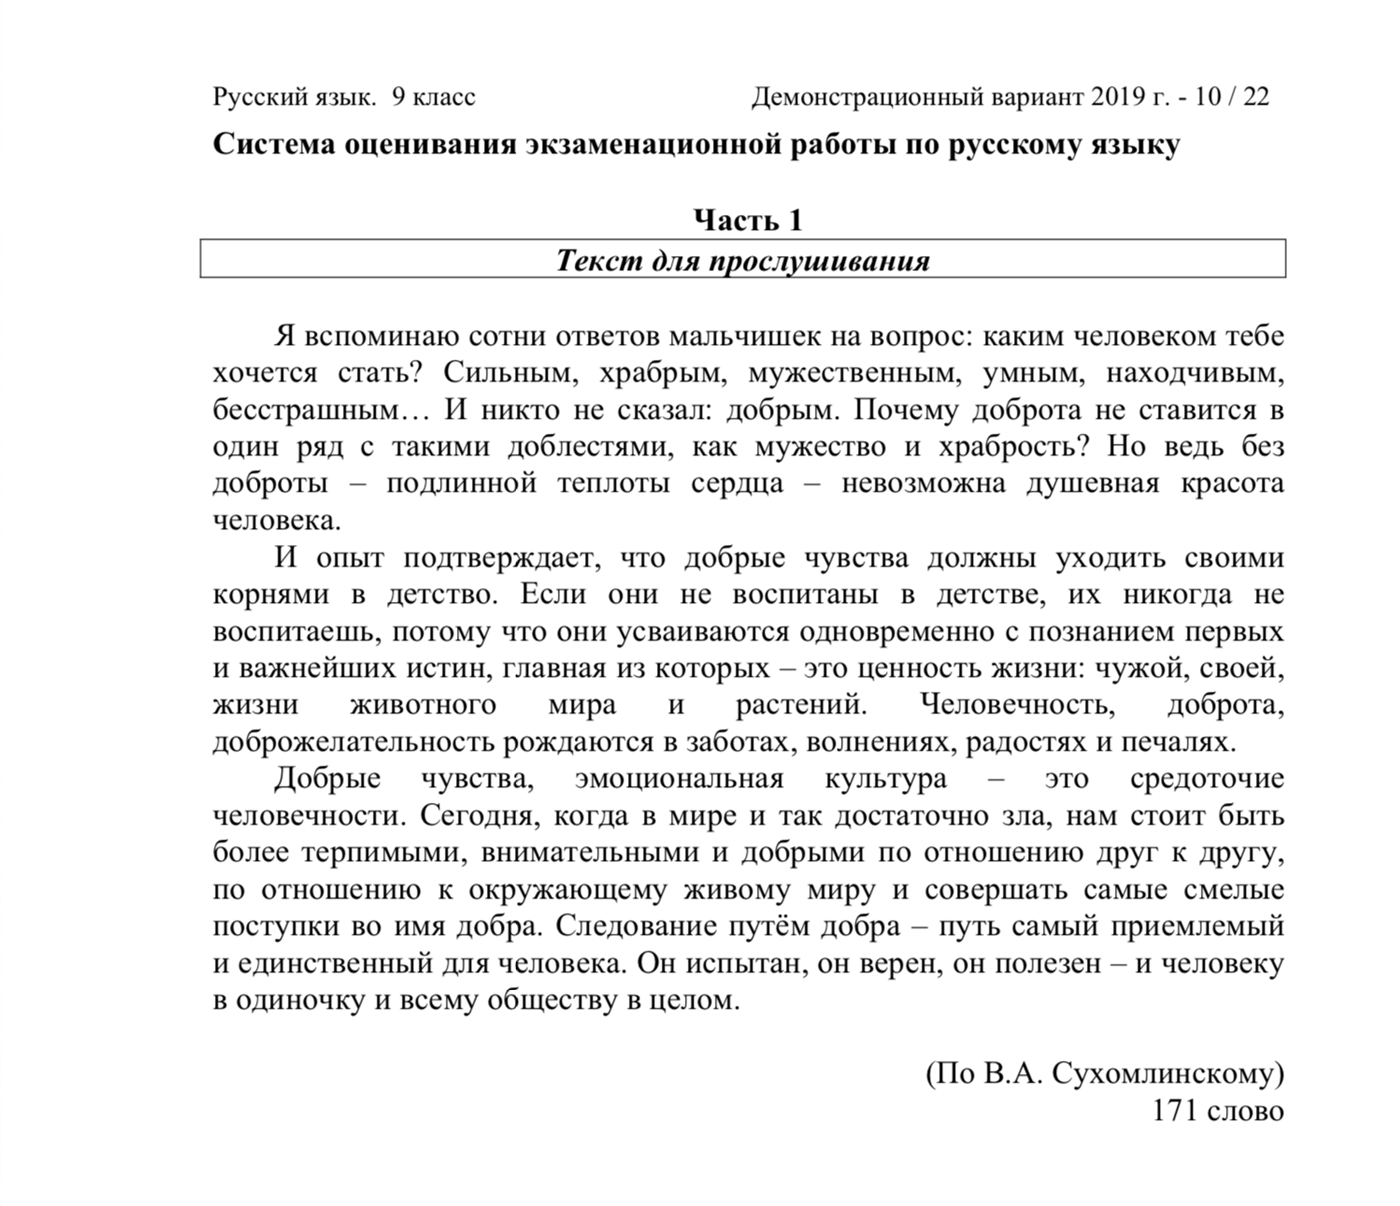 Русский язык.  9 класс
Демонстрационный вариант 2019 г. - 10 / 22
Система оценивания экзаменационной работы по русскому языку
Часть 1
Текст для прослушивания
Я вспоминаю сотни ответов мальчишек на вопрос: каким человеком тебе
хочется стать? Сильным, храбрым, мужественным, умным, находчивым,
бесстрашным… И никто не сказал: добрым. Почему доброта не ставится в
один ряд с такими доблестями, как мужество и храбрость? Но ведь без
доброты – подлинной теплоты сердца – невозможна душевная красота
человека.
И опыт подтверждает, что добрые чувства должны уходить своими
корнями в детство. Если они не воспитаны в детстве, их никогда не
воспитаешь, потому что они усваиваются одновременно с познанием первых
и важнейших истин, главная из которых – это ценность жизни: чужой, своей,
жизни животного мира и растений. Человечность, доброта,
доброжелательность рождаются в заботах, волнениях, радостях и печалях.
Добрые чувства, эмоциональная культура – это средоточие
человечности. Сегодня, когда в мире и так достаточно зла, нам стоит быть
более терпимыми, внимательными и добрыми по отношению друг к другу,
по отношению к окружающему живому миру и совершать самые смелые
поступки во имя добра. Следование путём добра – путь самый приемлемый
и единственный для человека. Он испытан, он верен, он полезен – и человеку
в одиночку и всему обществу в целом.
(По В.А. Сухомлинскому)
171 слово